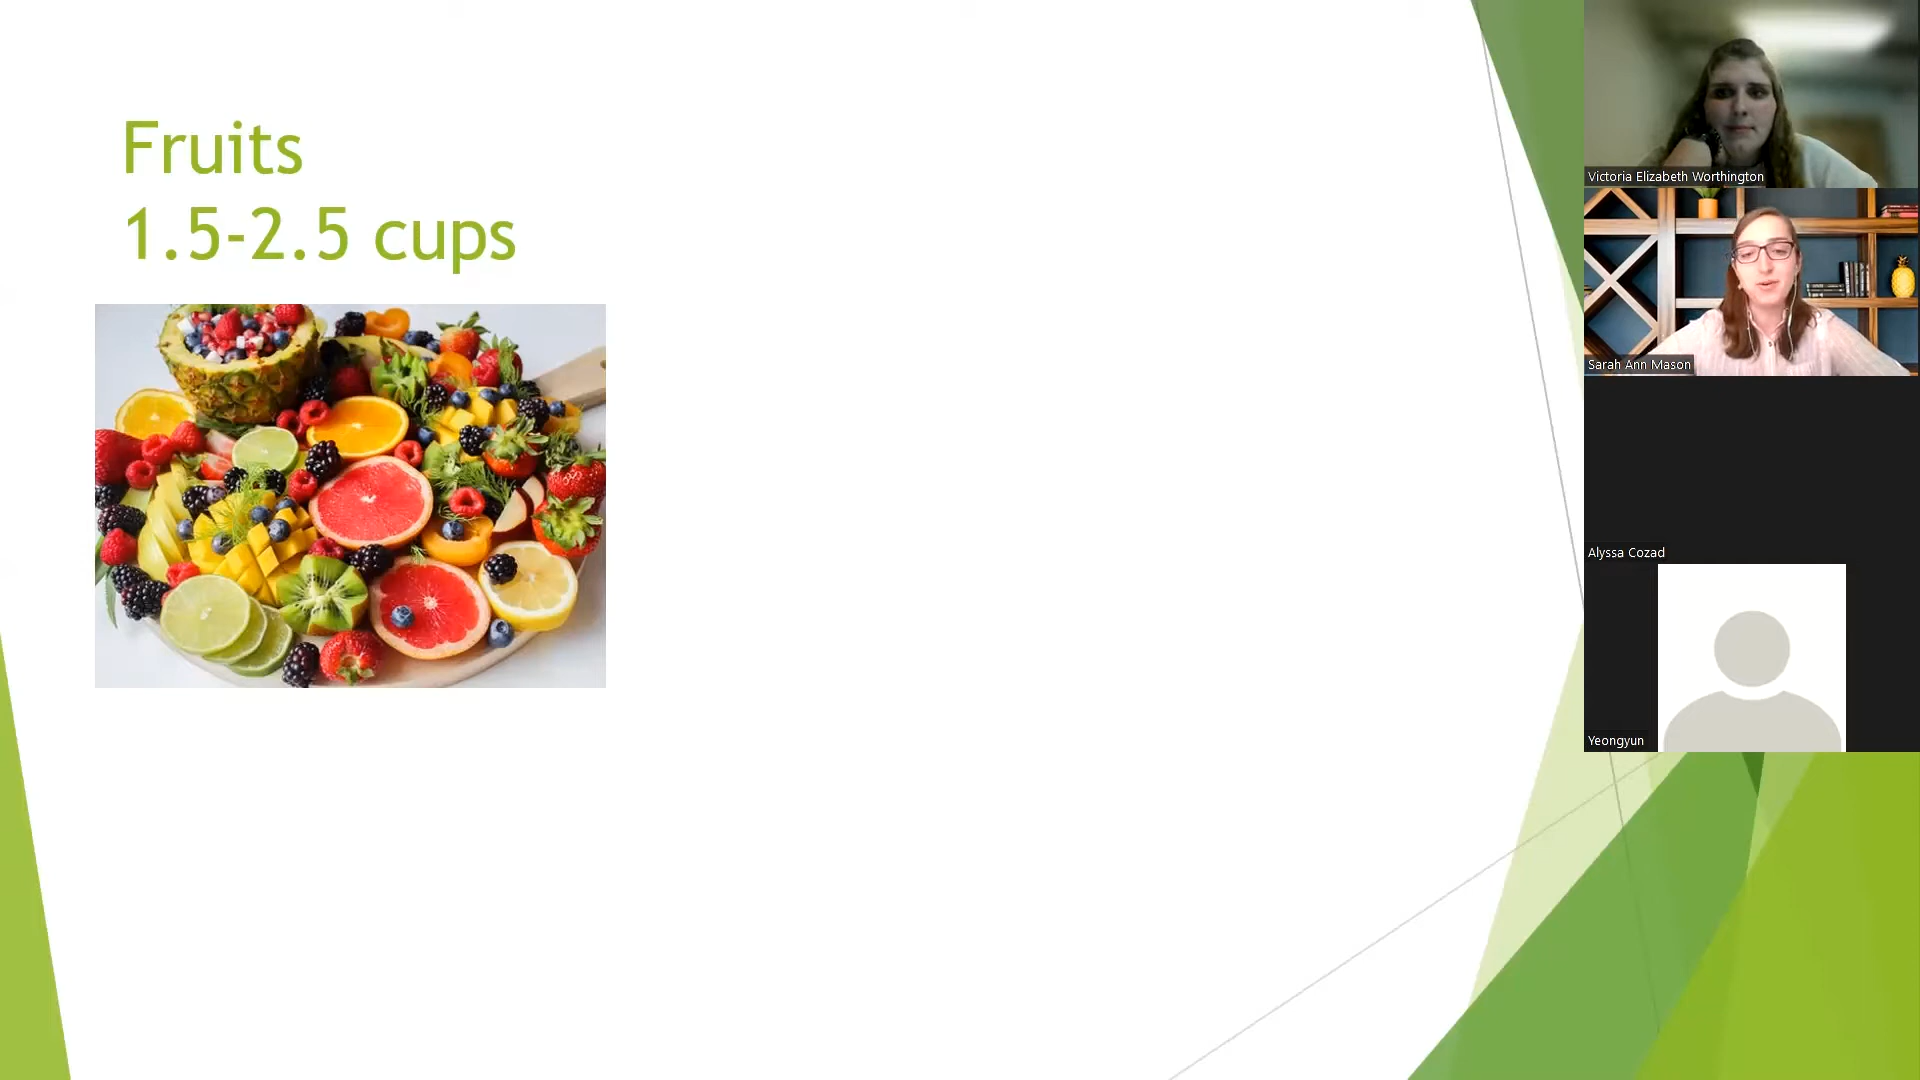 Fruits
1.5-2.5 cups
Victoria Elizabeth Worthington
Sarah Ann Mason
Alyssa Cozad
Yeongyun